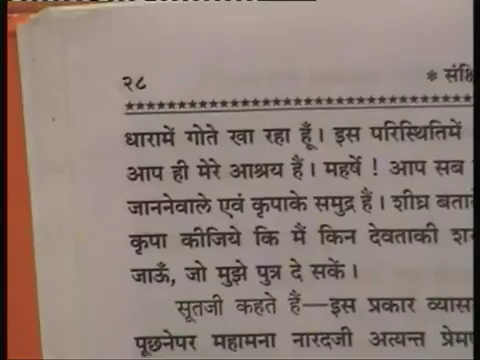 २८
* संक्षि
धारामें गोते खा रहा हूँ। इस परिस्थितिमें
आप ही मेरे आश्रय हैं। महर्षे ! आप सब
जाननेवाले एवं कृपाके समुद्र हैं। शीघ्र बताने
कृपा कीजिये कि मैं किन देवताकी शर
जाऊँ, जो मुझे पुत्र दे सकें।
सूतजी कहते हैं—इस प्रकार व्यास
पूछनेपर महामना नारदजी अत्यन्त प्रेम